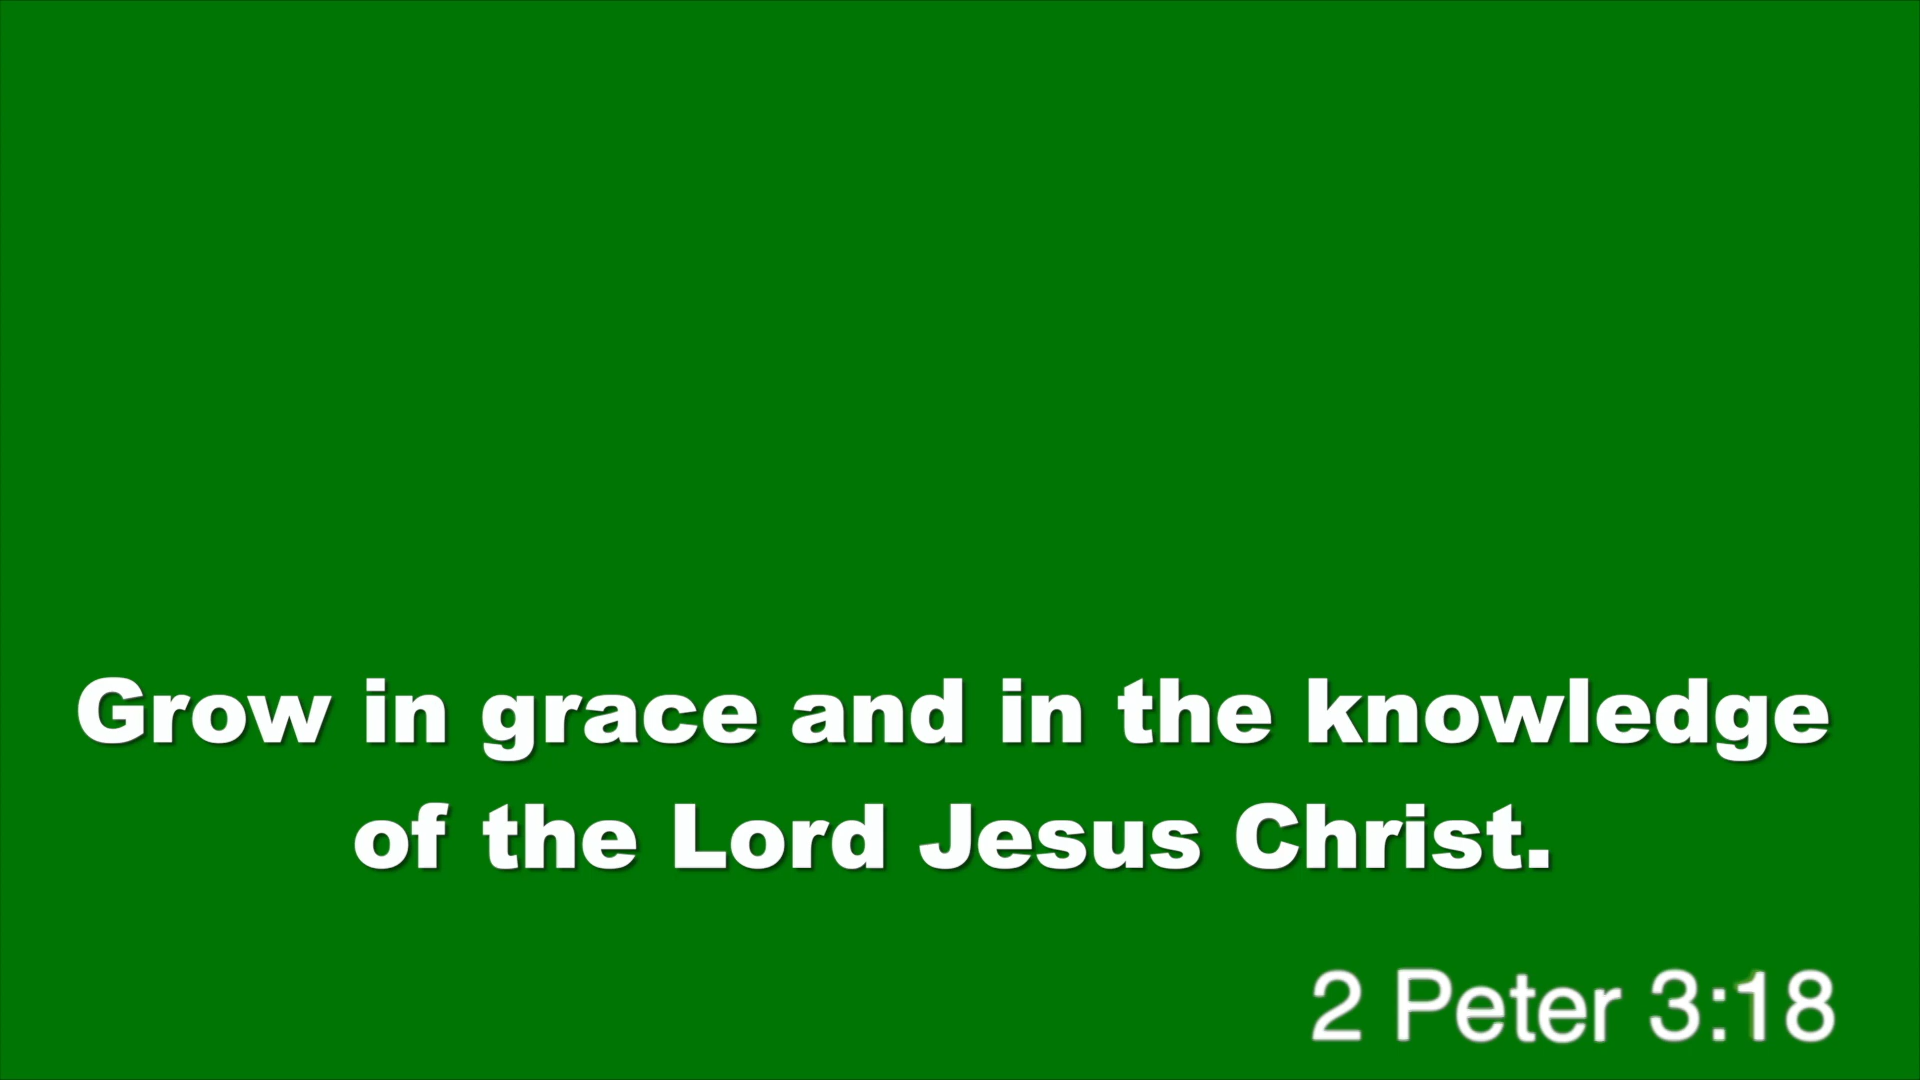 Grow in grace and in the knowledge
of the Lord Jesus Christ.
2 Peter 3:18